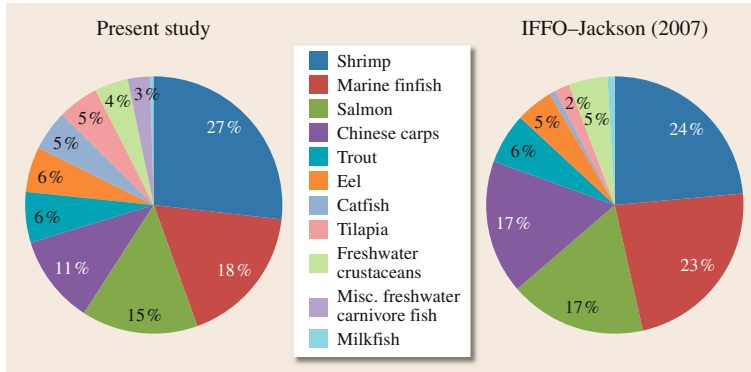 Present study
27 %
18 %
15 %
11 %
6 %
6 %
5 %
5 %
4 %
3 %
Shrimp
Marine finfish
Salmon
Chinese carps
Trout
Eel
Catfish
Tilapia
Freshwater
crustaceans
Misc. freshwater
carnivore fish
Milkfish
IFFO–Jackson (2007)
24 %
23 %
17 %
17 %
6 %
5 %
2 %
5 %